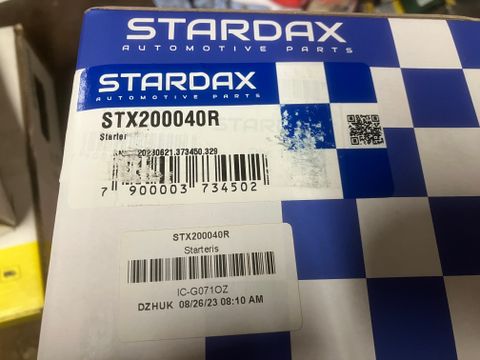 STARDAX
AUTOMOTIVE PARTS
STARDAX
AUTOMOTIVE PARTS
STX200040R
Starter
20230621.373450.329
7 900003 734502
STX200040R
Starteris
IC-G071OZ
DZHUK 08/26/23 08:10 AM